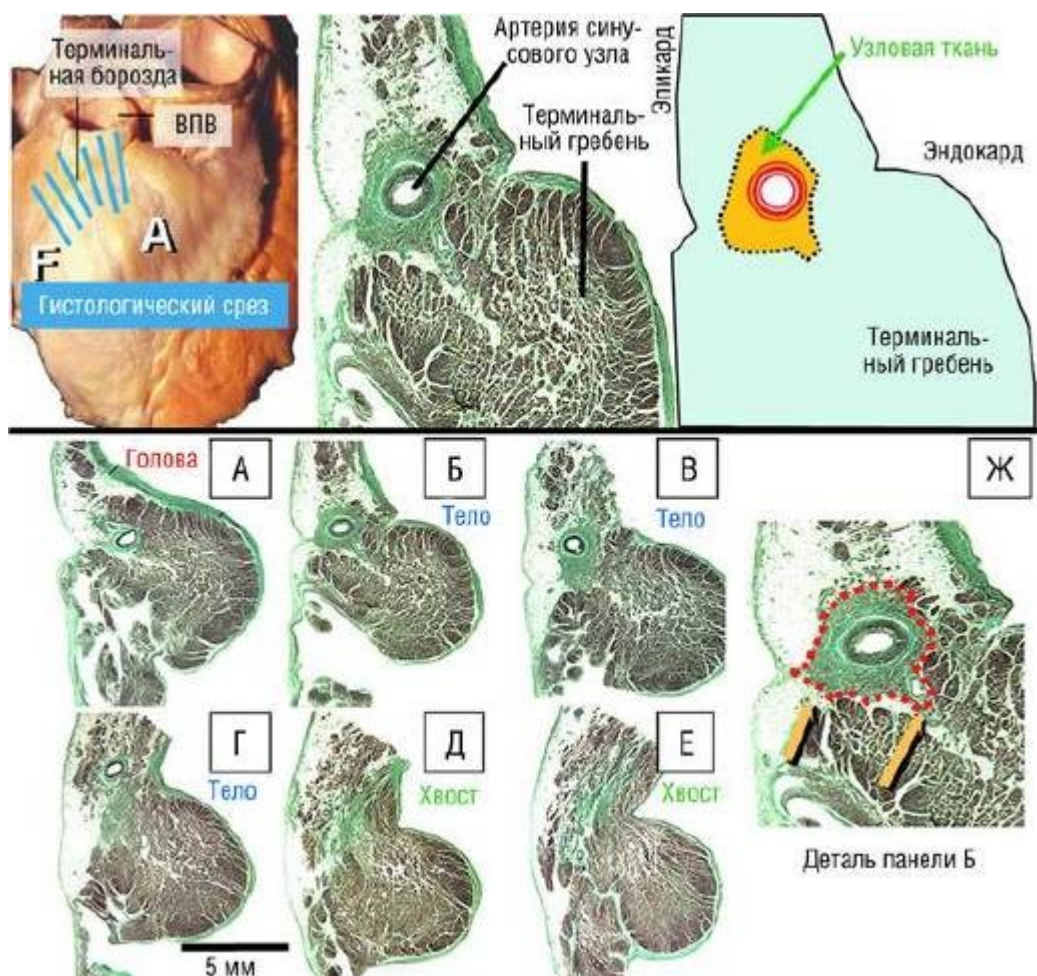 Терминаль-
ная борозда
ВПВ
A
F
Гистологический срез
Артерия сину-
сового узла
Терминаль-
ный гребень
Эпикард
Узловая ткань
Эндокард
Терминаль-
ный гребень
Голова
А
Б
Тело
В
Тело
Ж
Г
Тело
Д
Хвост
Е
Хвост
5 мм
Деталь панели Б